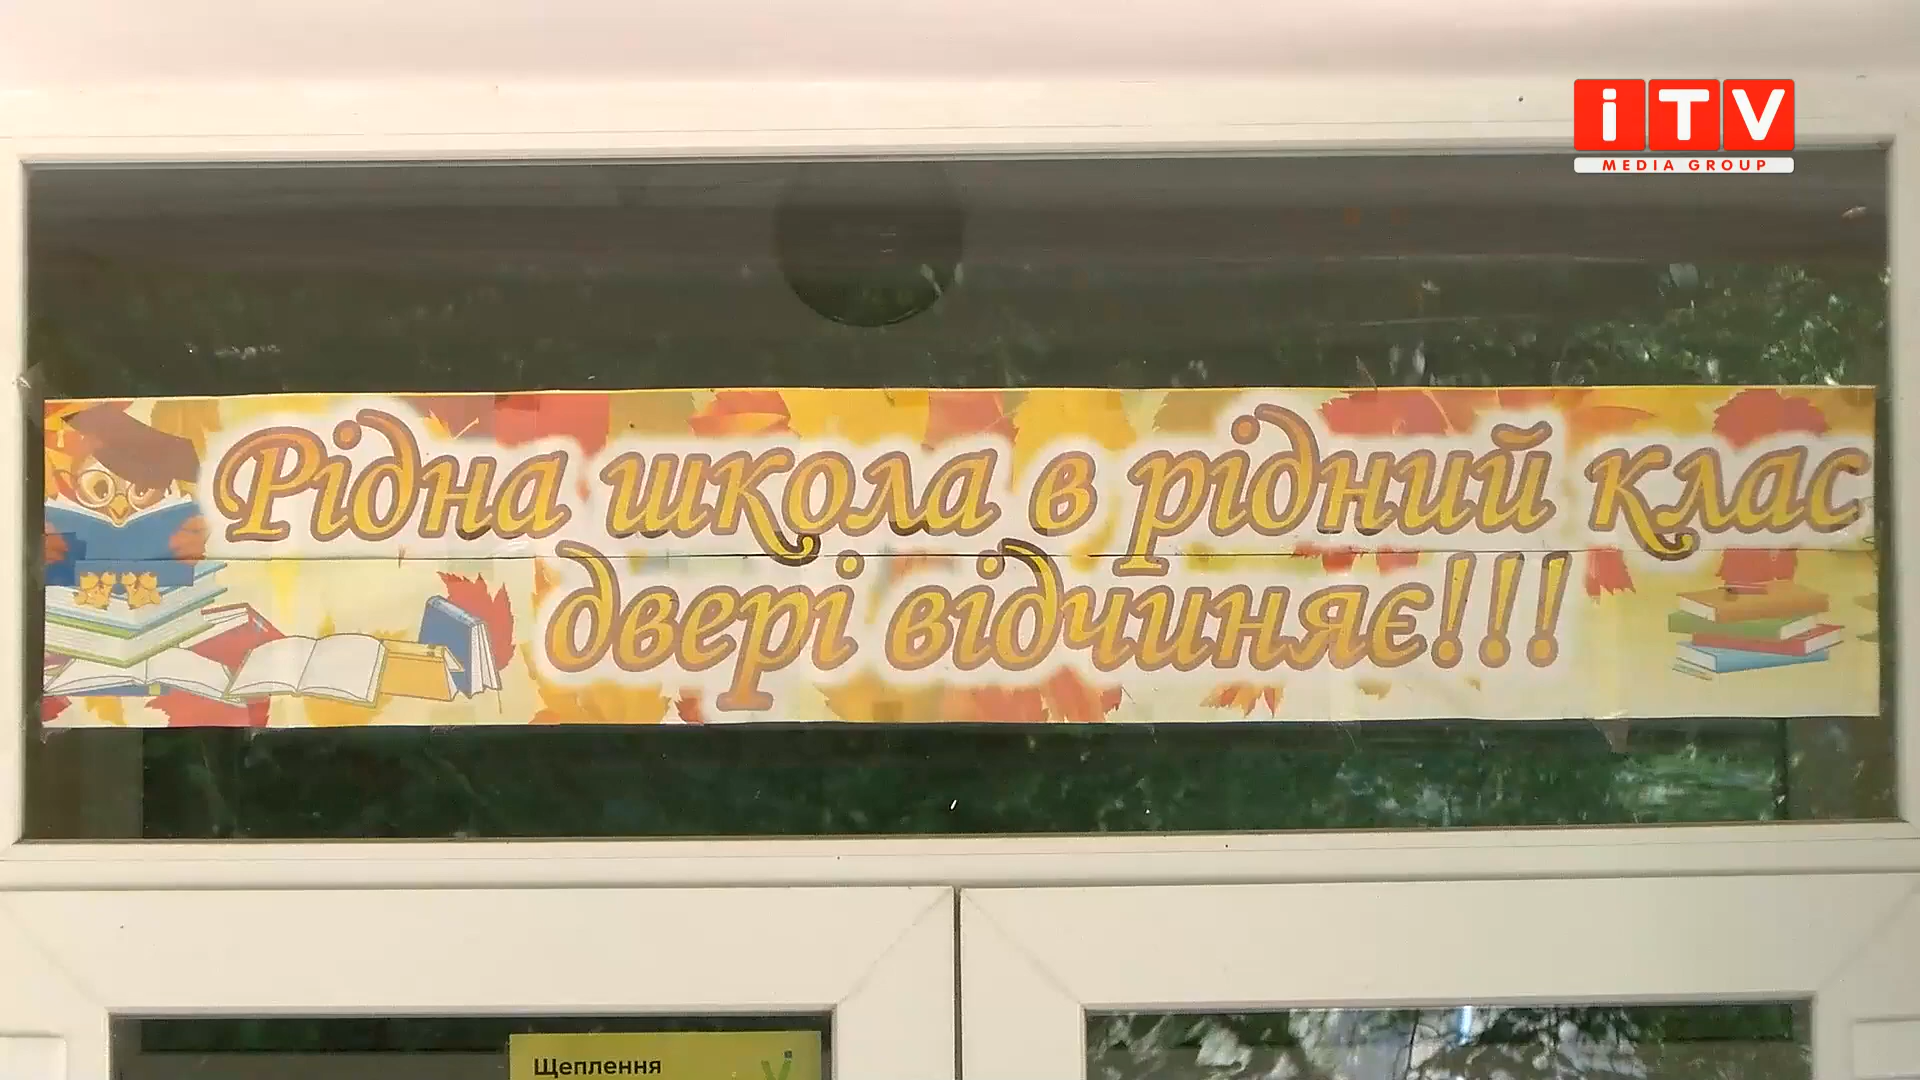 iTV
MEDIA GROUP
Рідна школа в рідний клас
двері відчиняє!!!
Щеплення